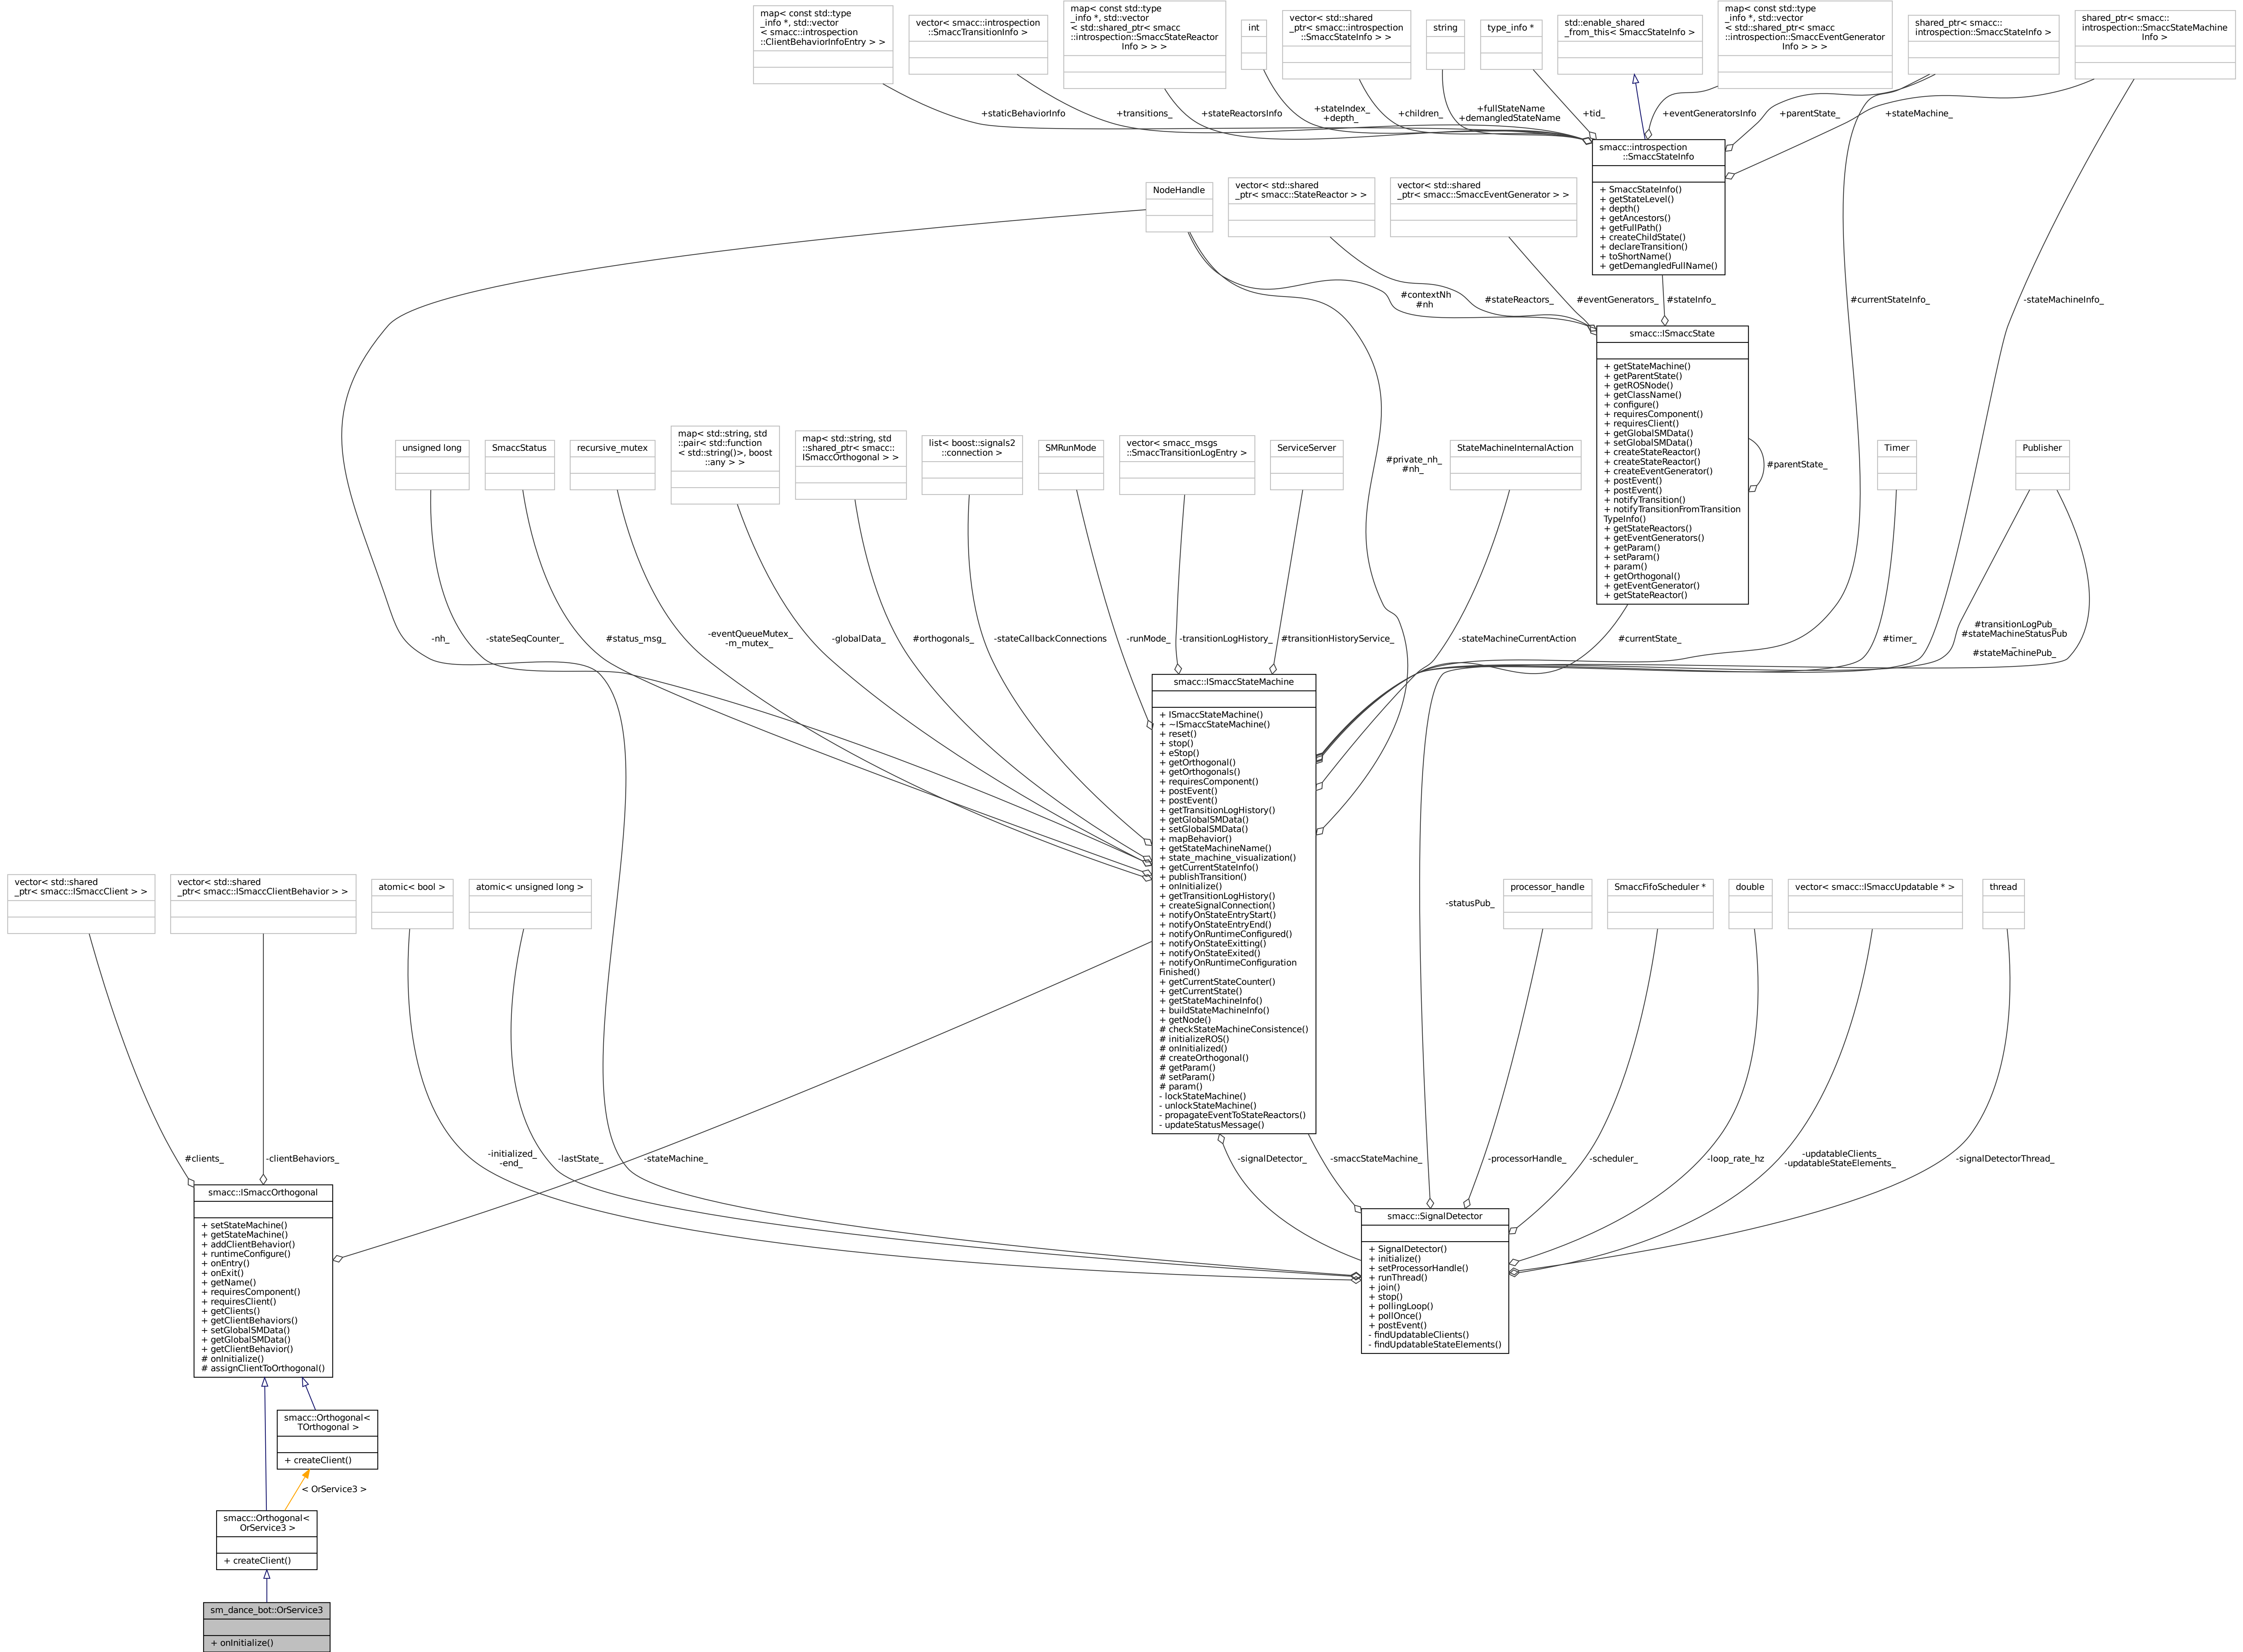 map< const std::type
_info *, std::vector
< smacc::introspection
::ClientBehaviorInfoEntry > >
vector< smacc::introspection
::SmaccTransitionInfo >
map< const std::type
_info *, std::vector
< std::shared_ptr< smacc
::introspection::SmaccStateReactor
Info > > >
int
vector< std::shared
_ptr< smacc::introspection
::SmaccStateInfo > >
string
type_info *
std::enable_shared
_from_this< SmaccStateInfo >
map< const std::type
_info *, std::vector
< std::shared_ptr< smacc
::introspection::SmaccEventGenerator
Info > > >
shared_ptr< smacc::
introspection::SmaccStateInfo >
shared_ptr< smacc::
introspection::SmaccStateMachine
Info >
+staticBehaviorInfo
+transitions_
+stateReactorsInfo
+stateIndex_
+depth_
+children_
+fullStateName
+demangledStateName
+tid_
+eventGeneratorsInfo
+parentState_
+stateMachine_
smacc::introspection
::SmaccStateInfo
+ SmaccStateInfo()
+ getStateLevel()
+ depth()
+ getAncestors()
+ getFullPath()
+ createChildState()
+ declareTransition()
+ toShortName()
+ getDemangledFullName()
NodeHandle
vector< std::shared
_ptr< smacc::StateReactor > >
vector< std::shared
_ptr< smacc::SmaccEventGenerator > >
#contextNh
#nh
#stateReactors_
#eventGenerators_
#stateInfo_
#currentStateInfo_
-stateMachineInfo_
smacc::ISmaccState
+ getStateMachine()
+ getParentState()
+ getROSNode()
+ getClassName()
+ configure()
+ requiresComponent()
+ requiresClient()
+ getGlobalSMData()
+ setGlobalSMData()
+ createStateReactor()
+ createStateReactor()
+ createEventGenerator()
+ postEvent()
+ postEvent()
+ notifyTransition()
+ notifyTransitionFromTransition
TypeInfo()
+ getStateReactors()
+ getEventGenerators()
+ getParam()
+ setParam()
+ param()
+ getOrthogonal()
+ getEventGenerator()
+ getStateReactor()
#parentState_
unsigned long
SmaccStatus
recursive_mutex
map< std::string, std
::pair< std::function
< std::string()>, boost
::any > >
map< std::string, std
::shared_ptr< smacc::
ISmaccOrthogonal > >
list< boost::signals2
::connection >
SMRunMode
vector< smacc_msgs
::SmaccTransitionLogEntry >
ServiceServer
#private_nh_
#nh_
StateMachineInternalAction
Timer
Publisher
-nh_
-stateSeqCounter_
#status_msg_
-eventQueueMutex_
-m_mutex_
-globalData_
#orthogonals_
-stateCallbackConnections
-runMode_
-transitionLogHistory_
#transitionHistoryService_
-stateMachineCurrentAction
#currentState_
#timer_
#transitionLogPub_
#stateMachineStatusPub
_
#stateMachinePub_
smacc::ISmaccStateMachine
+ ISmaccStateMachine()
+ ~ISmaccStateMachine()
+ reset()
+ stop()
+ eStop()
+ getOrthogonal()
+ getOrthogonals()
+ requiresComponent()
+ postEvent()
+ postEvent()
+ getTransitionLogHistory()
+ getGlobalSMData()
+ setGlobalSMData()
+ mapBehavior()
+ getStateMachineName()
+ state_machine_visualization()
+ getCurrentStateInfo()
+ publishTransition()
+ onInitialize()
+ getTransitionLogHistory()
+ createSignalConnection()
+ notifyOnStateEntryStart()
+ notifyOnStateEntryEnd()
+ notifyOnRuntimeConfigured()
+ notifyOnStateExitting()
+ notifyOnStateExited()
+ notifyOnRuntimeConfiguration
Finished()
+ getCurrentStateCounter()
+ getCurrentState()
+ getStateMachineInfo()
+ buildStateMachineInfo()
+ getNode()
# checkStateMachineConsistence()
# initializeROS()
# onInitialized()
# createOrthogonal()
# getParam()
# setParam()
# param()
- lockStateMachine()
- unlockStateMachine()
- propagateEventToStateReactors()
- updateStatusMessage()
vector< std::shared
_ptr< smacc::ISmaccClient > >
vector< std::shared
_ptr< smacc::ISmaccClientBehavior > >
atomic< bool >
atomic< unsigned long >
-statusPub_
processor_handle
SmaccFifoScheduler *
double
vector< smacc::ISmaccUpdatable * >
thread
#clients_
-clientBehaviors_
-initialized_
-end_
-lastState_
-stateMachine_
-signalDetector_
-smaccStateMachine_
-processorHandle_
-scheduler_
-loop_rate_hz
-updatableClients_
-updatableStateElements_
-signalDetectorThread_
smacc::ISmaccOrthogonal
+ setStateMachine()
+ getStateMachine()
+ addClientBehavior()
+ runtimeConfigure()
+ onEntry()
+ onExit()
+ getName()
+ requiresComponent()
+ requiresClient()
+ getClients()
+ getClientBehaviors()
+ setGlobalSMData()
+ getGlobalSMData()
+ getClientBehavior()
# onInitialize()
# assignClientToOrthogonal()
smacc::SignalDetector
+ SignalDetector()
+ initialize()
+ setProcessorHandle()
+ runThread()
+ join()
+ stop()
+ pollingLoop()
+ pollOnce()
+ postEvent()
- findUpdatableClients()
- findUpdatableStateElements()
smacc::Orthogonal<
TOrthogonal >
+ createClient()
< OrService3 >
smacc::Orthogonal<
OrService3 >
+ createClient()
sm_dance_bot::OrService3
+ onInitialize()